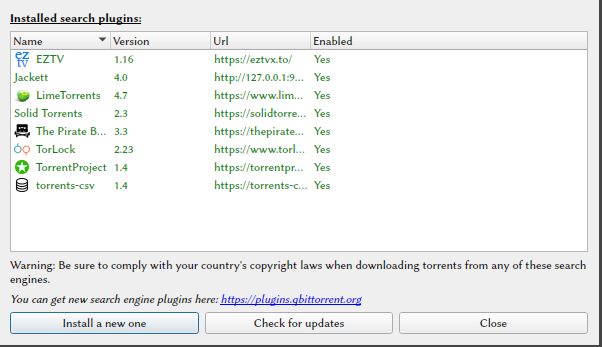 Installed search plugins:
Name Version Url Enabled
EZTV 1.16 https://eztvx.to/ Yes
Jackett 4.0 http://127.0.0.1:9... Yes
LimeTorrents 4.7 https://www.lim... Yes
Solid Torrents 2.3 https://solidtorre... Yes
The Pirate B... 3.3 https://thepirate... Yes
TorLock 2.23 https://www.torl... Yes
TorrentProject 1.4 https://torrentpr... Yes
torrents-csv 1.4 https://torrents-c... Yes
Warning: Be sure to comply with your country's copyright laws when downloading torrents from any of these search
engines.
You can get new search engine plugins here: https://plugins.qbittorrent.org
Install a new one Check for updates Close